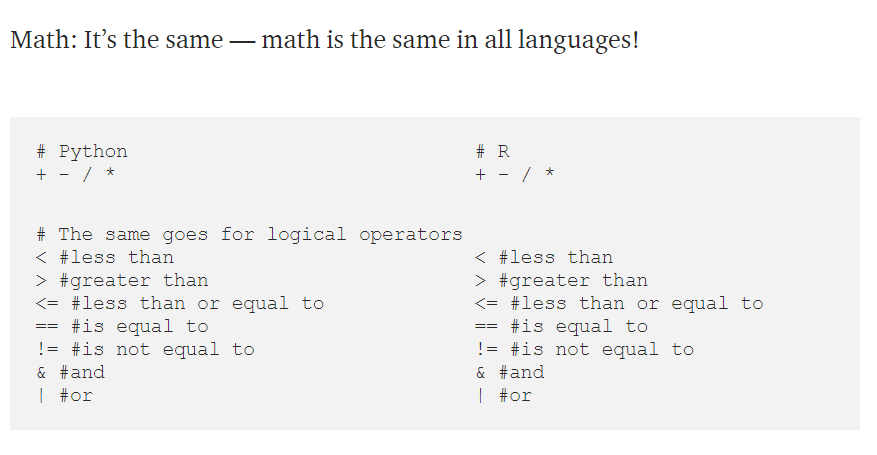 Math: It’s the same — math is the same in all languages!
# Python # R
+ - / * + - / *
# The same goes for logical operators
< #less than < #less than
> #greater than > #greater than
<= #less than or equal to <= #less than or equal to
== #is equal to == #is equal to
!= #is not equal to != #is not equal to
& #and & #and
| #or | #or